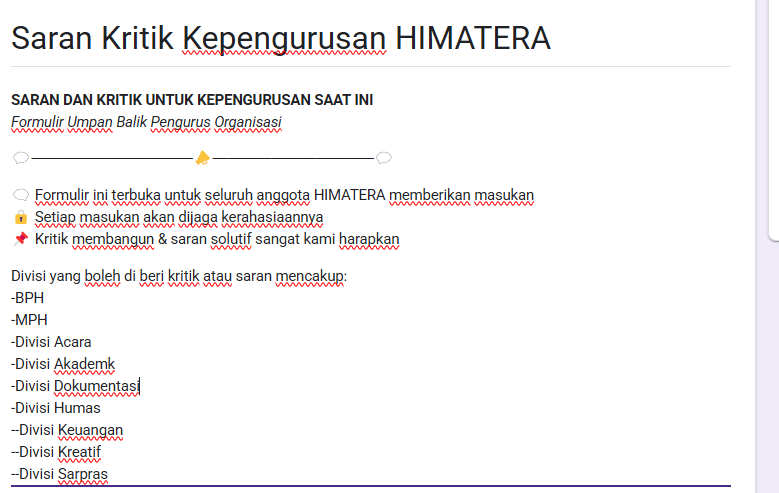 Saran Kritik Kepengurusan HIMATERA
SARAN DAN KRITIK UNTUK KEPENGURUSAN SAAT INI
Formulir Umpan Balik Pengurus Organisasi
💬 ────────────────📣────────────────💬
💬 Formulir ini terbuka untuk seluruh anggota HIMATERA memberikan masukan
🔒 Setiap masukan akan dijaga kerahasiaannya
📌 Kritik membangun & saran solutif sangat kami harapkan
Divisi yang boleh di beri kritik atau saran mencakup:
-BPH
-MPH
-Divisi Acara
-Divisi Akademk
-Divisi Dokumentasi
-Divisi Humas
--Divisi Keuangan
--Divisi Kreatif
--Divisi Sarpras